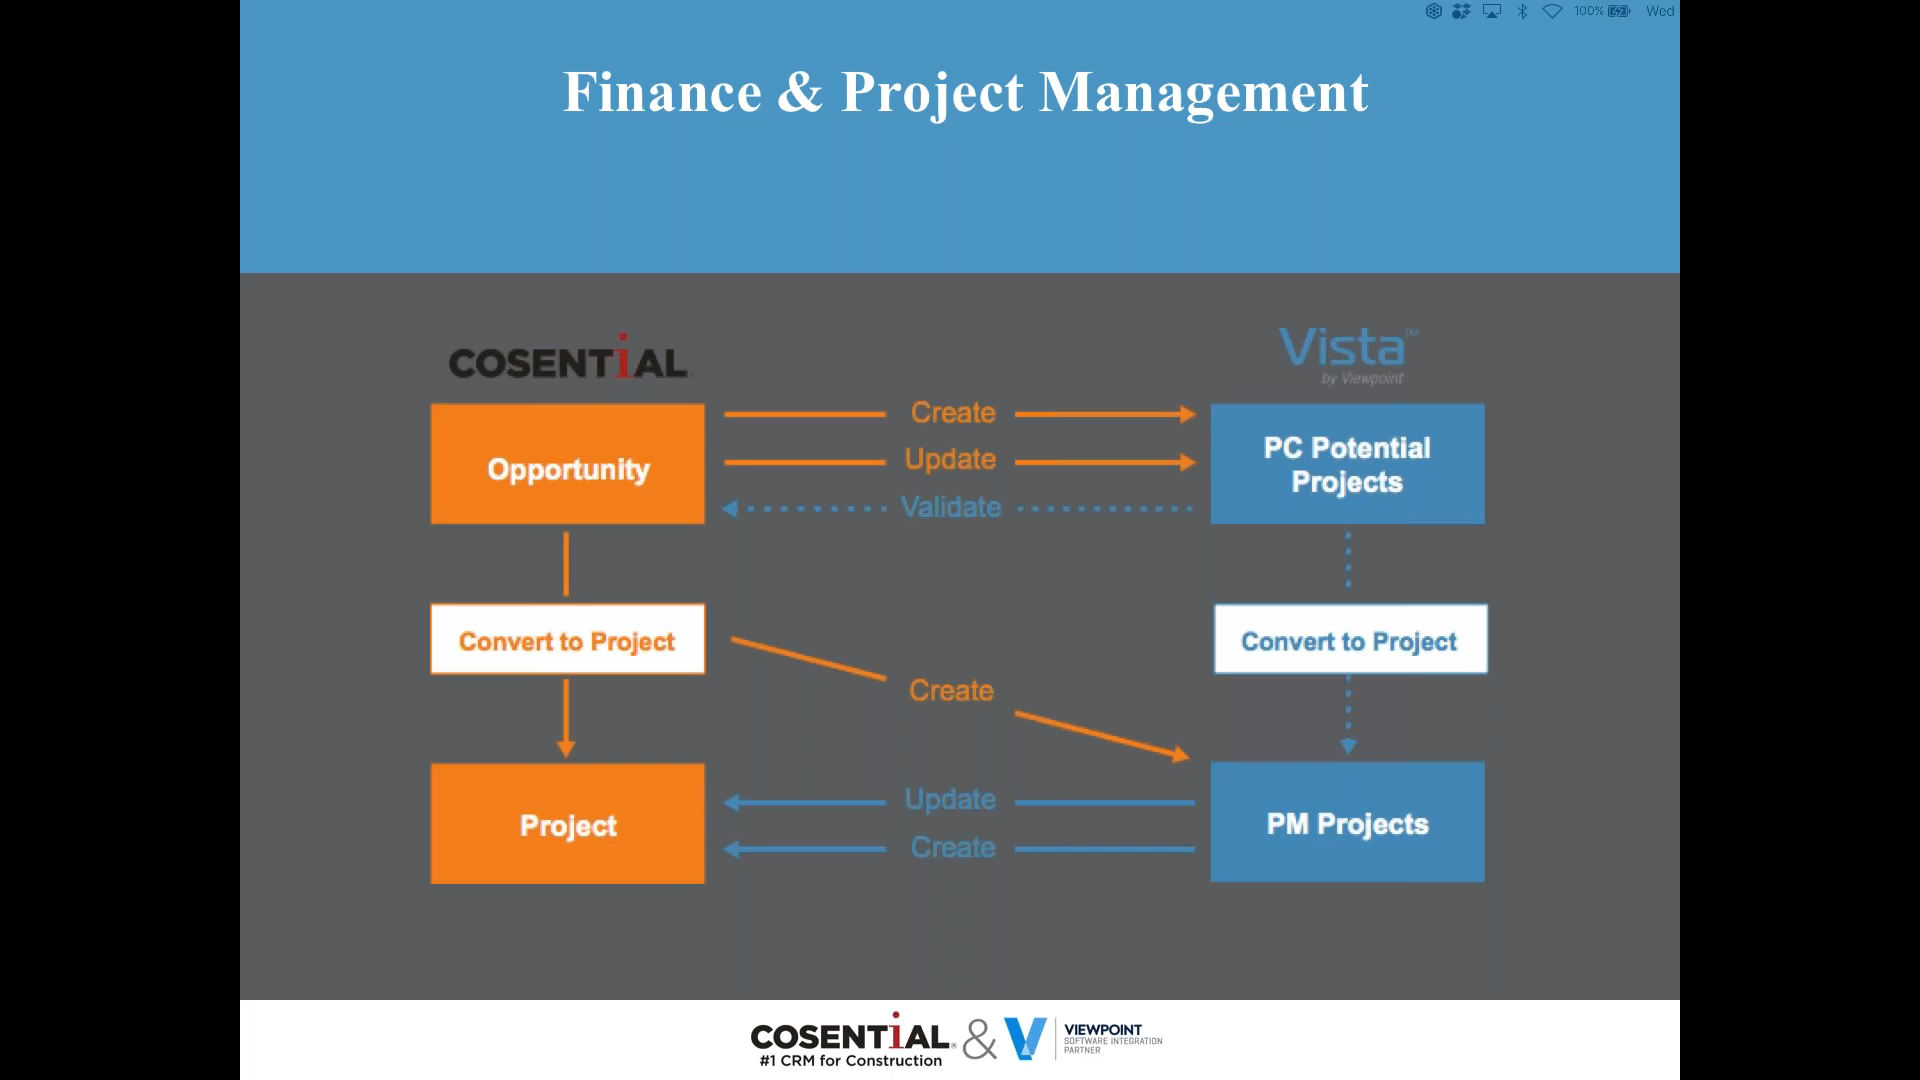 100%
Wed
Finance & Project Management
COSENTiAL
Vista™
by Viewpoint
Opportunity
Create
Update
Validate
PC Potential
Projects
Convert to Project
Create
Convert to Project
Project
Update
Create
PM Projects
COSENTiAL®
#1 CRM for Construction
&
VIEWPOINT
SOFTWARE INTEGRATION
PARTNER